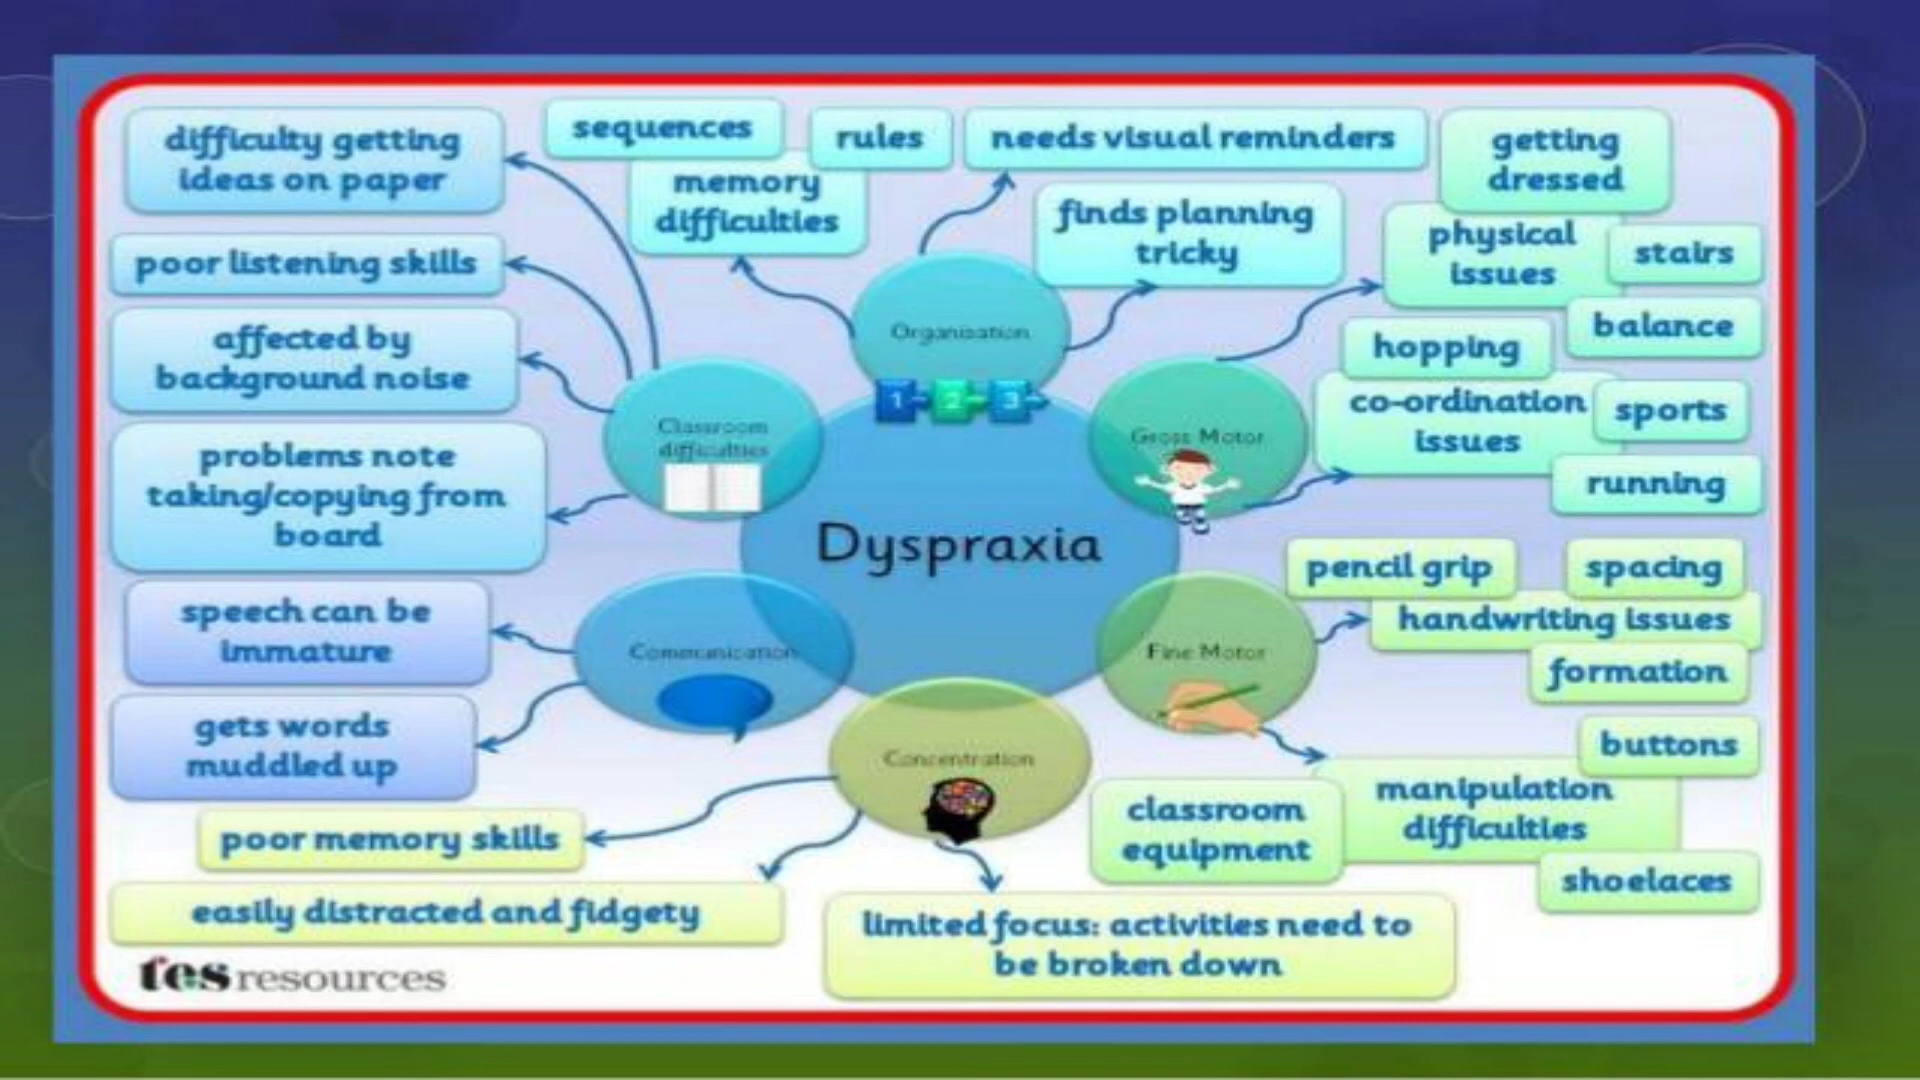 difficulty getting
ideas on paper
sequences
rules
memory
difficulties
needs visual reminders
finds planning
tricky
getting
dressed
physical
issues
stairs
balance
poor listening skills
affected by
background noise
problems note
taking/copying from
board
Organisation
1 2 3
Classroom
difficulties
Gross Motor
hopping
co-ordination
issues
sports
running
Dyspraxia
speech can be
immature
gets words
muddled up
Communication
Fine Motor
pencil grip
spacing
handwriting issues
formation
buttons
manipulation
difficulties
classroom
equipment
shoelaces
Concentration
poor memory skills
easily distracted and fidgety
limited focus: activities need to
be broken down
tes resources